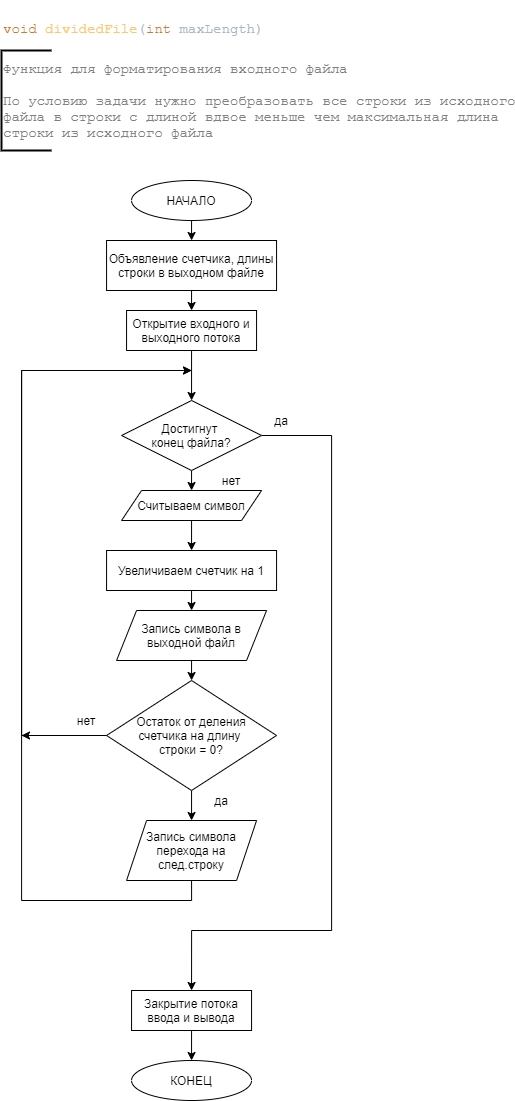 void dividedFile(int maxLength)
Функция для форматирования входного файла
По условию задачи нужно преобразовать все строки из исходного
файла в строки с длиной вдвое меньше чем максимальная длина
строки из исходного файла
НАЧАЛО
Объявление счетчика, длины
строки в выходном файле
Открытие входного и
выходного потока
Достигнут
конец файла?
да
нет
Считываем символ
Увеличиваем счетчик на 1
Запись символа в
выходной файл
Остаток от деления
счетчика на длину
строки = 0?
нет
да
Запись символа
перехода на
след.строку
Закрытие потока
ввода и вывода
КОНЕЦ